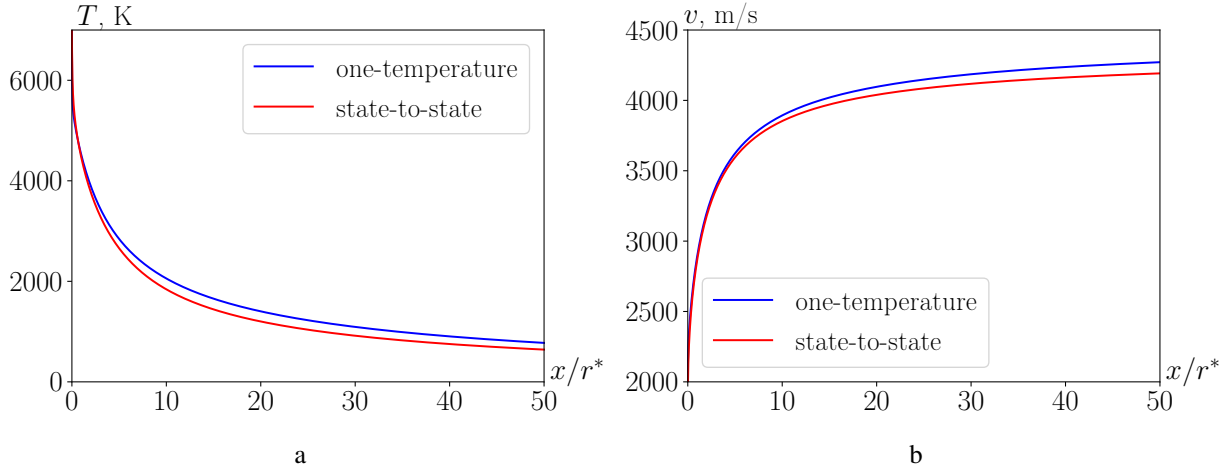 T, K
6000
4000
2000
0
0 10 20 30 40 50
x/r*
one-temperature
state-to-state
a
v, m/s
4500
4000
3500
3000
2500
2000
0 10 20 30 40 50
x/r*
one-temperature
state-to-state
b